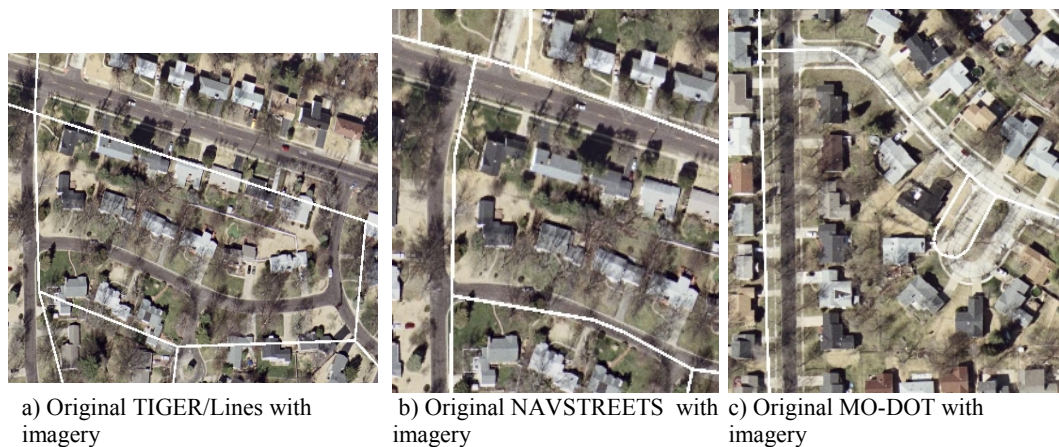 a) Original TIGER/Lines with
imagery
b) Original NAVSTREETS with
imagery
c) Original MO-DOT with
imagery